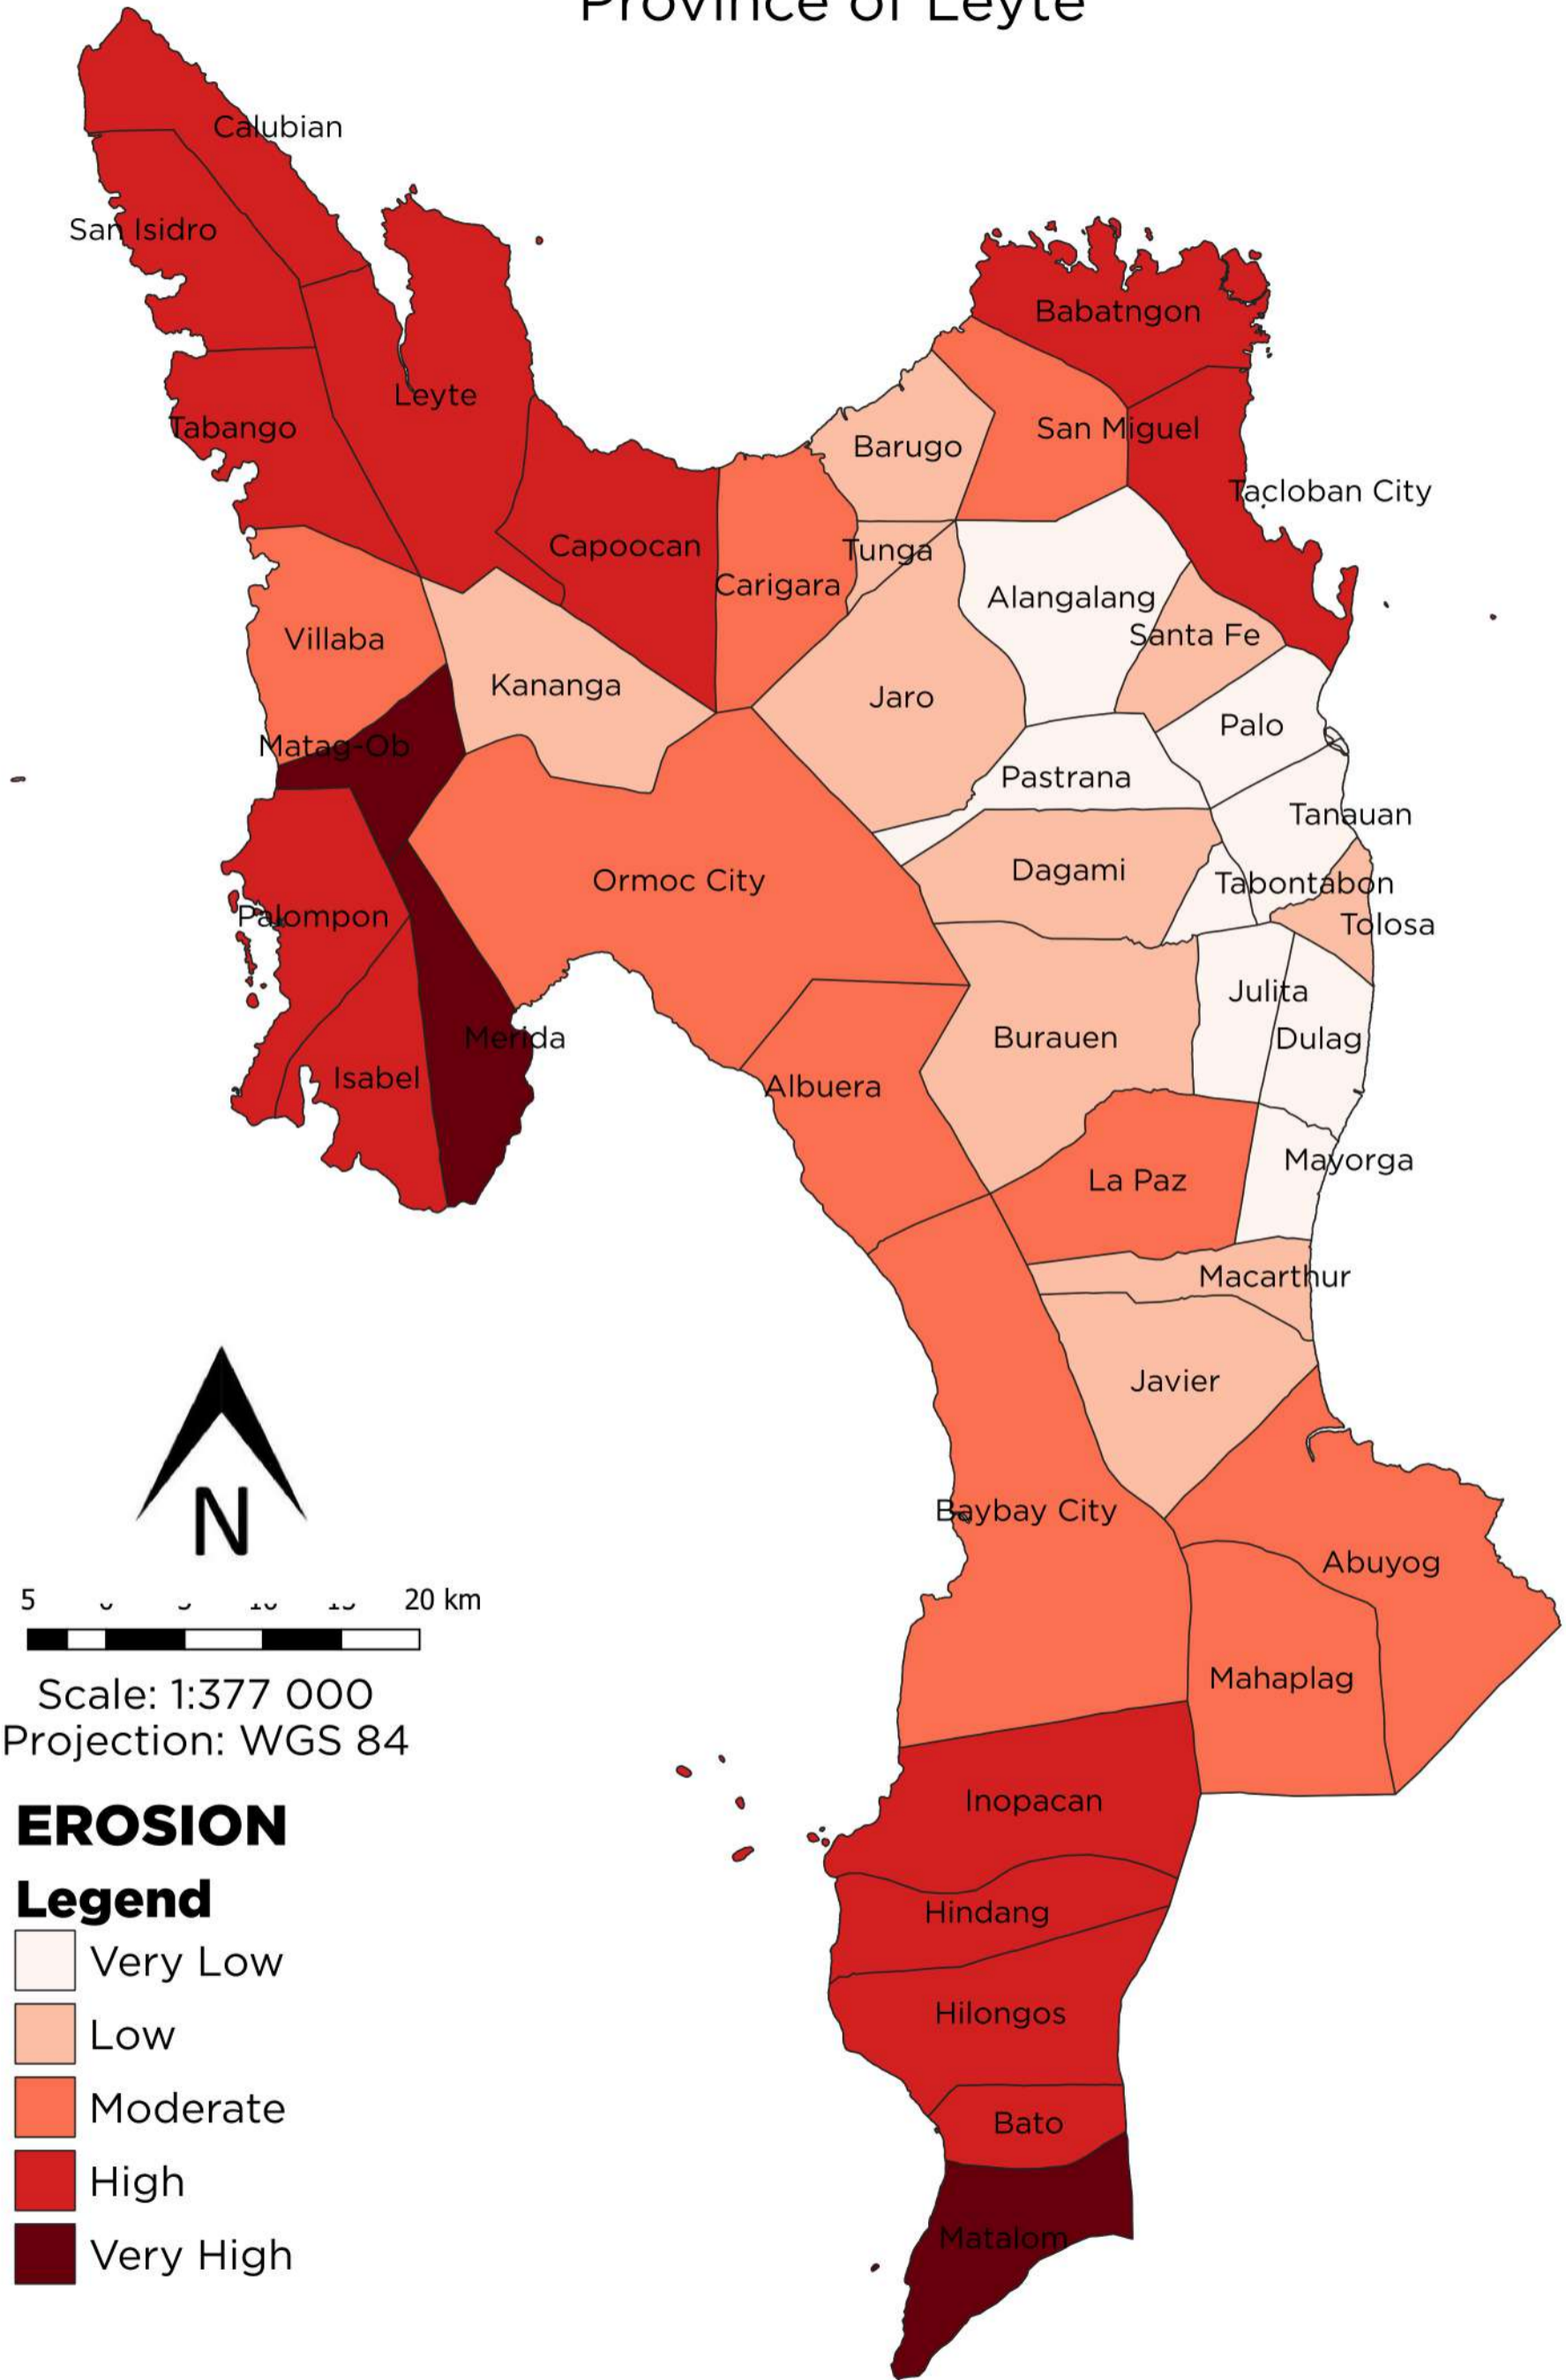 Province of Leyte
Calubian
San Isidro
Babatngon
Leyte
Tabango
San Miguel
Barugo
Tacloban City
Capoocan
Tunga
Carigara
Alangalang
Santa Fe
Villaba
Kananga
Jaro
Palo
Matag-Ob
Pastrana
Tanauan
Dagami
Ormoc City
Tabontabon
Palompon
Tolosa
Julita
Merida
Burauen
Dulag
Isabel
Albuera
Mayorga
La Paz
Macarthur
Javier
N
Baybay City
Abuyog
5 20 km
Mahaplag
Scale: 1:377 000
Projection: WGS 84
Inopacan
EROSION
Legend
Hindang
Very Low
Hilongos
Low
Moderate
Bato
High
Matalom
Very High